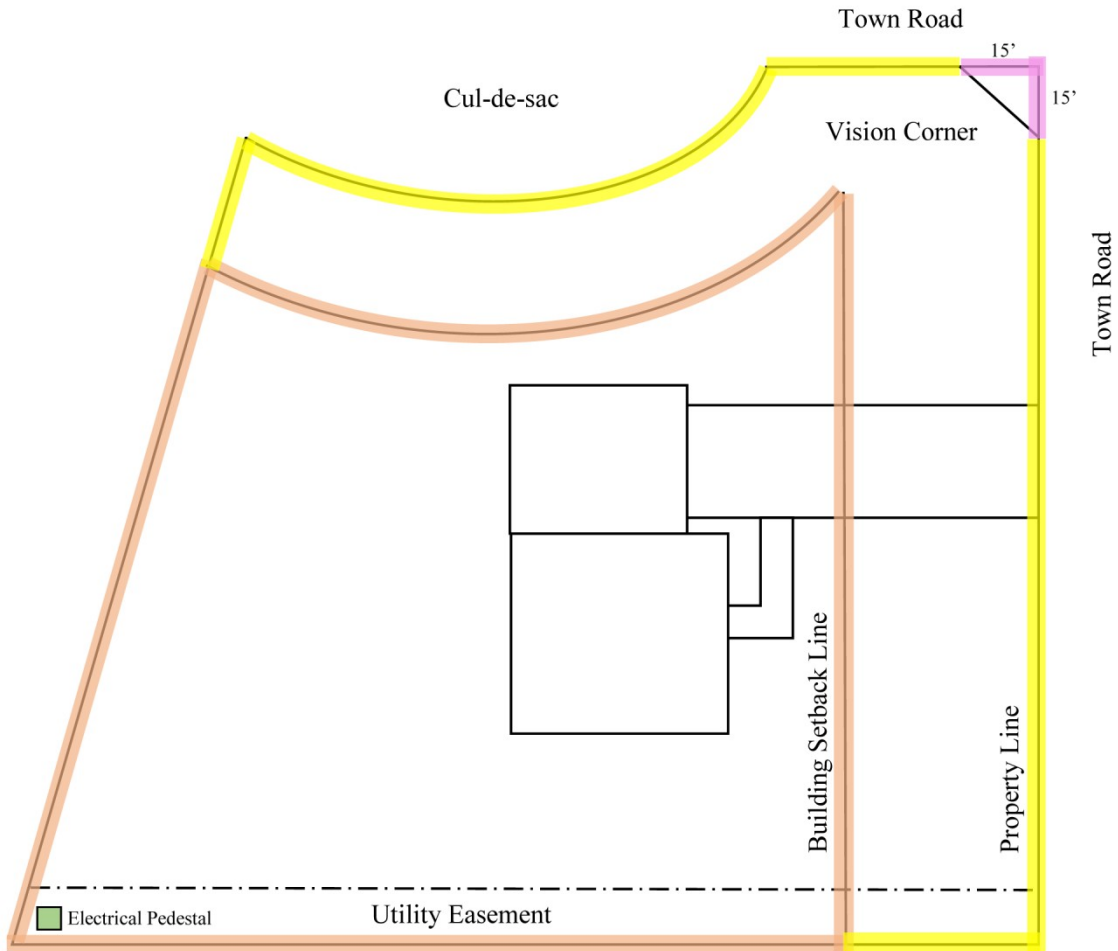 Town Road
15’
Cul-de-sac
15’
Vision Corner
Town Road
Building Setback Line
Property Line
Electrical Pedestal
Utility Easement